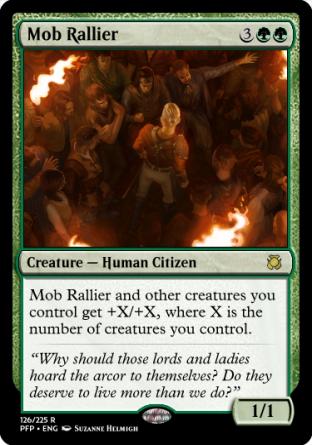 Mob Rallier 3
Creature — Human Citizen
Mob Rallier and other creatures you
control get +X/+X, where X is the
number of creatures you control.
“Why should those lords and ladies
hoard the arcor to themselves? Do they
deserve to live more than we do?”
1/1
126/225 R
PFP • ENG Suzanne Helmigh